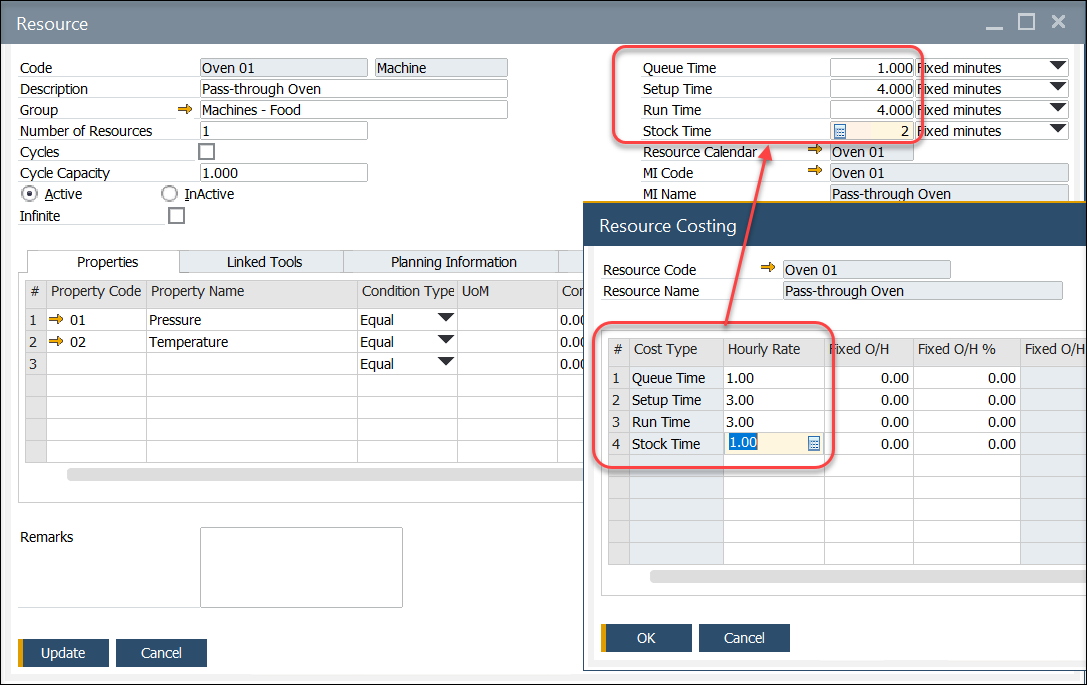 Resource
Code Oven 01 Machine
Description Pass-through Oven
Group Machines - Food
Number of Resources 1
Cycles
Cycle Capacity 1.000
Active InActive
Infinite
Queue Time 1.000 Fixed minutes
Setup Time 4.000 Fixed minutes
Run Time 4.000 Fixed minutes
Stock Time 2 Fixed minutes
Resource Calendar Oven 01
MI Code Oven 01
MI Name Pass-through Oven
Properties Linked Tools Planning Information
# Property Code Property Name Condition Type UoM Con
1 01 Pressure Equal 0.00
2 02 Temperature Equal 0.00
3 Equal 0.00
Remarks
Update Cancel
Resource Costing
Resource Code Oven 01
Resource Name Pass-through Oven
# Cost Type Hourly Rate Fixed O/H Fixed O/H % Fixed O/H
1 Queue Time 1.00 0.00 0.00
2 Setup Time 3.00 0.00 0.00
3 Run Time 3.00 0.00 0.00
4 Stock Time 1.00 0.00 0.00
OK Cancel